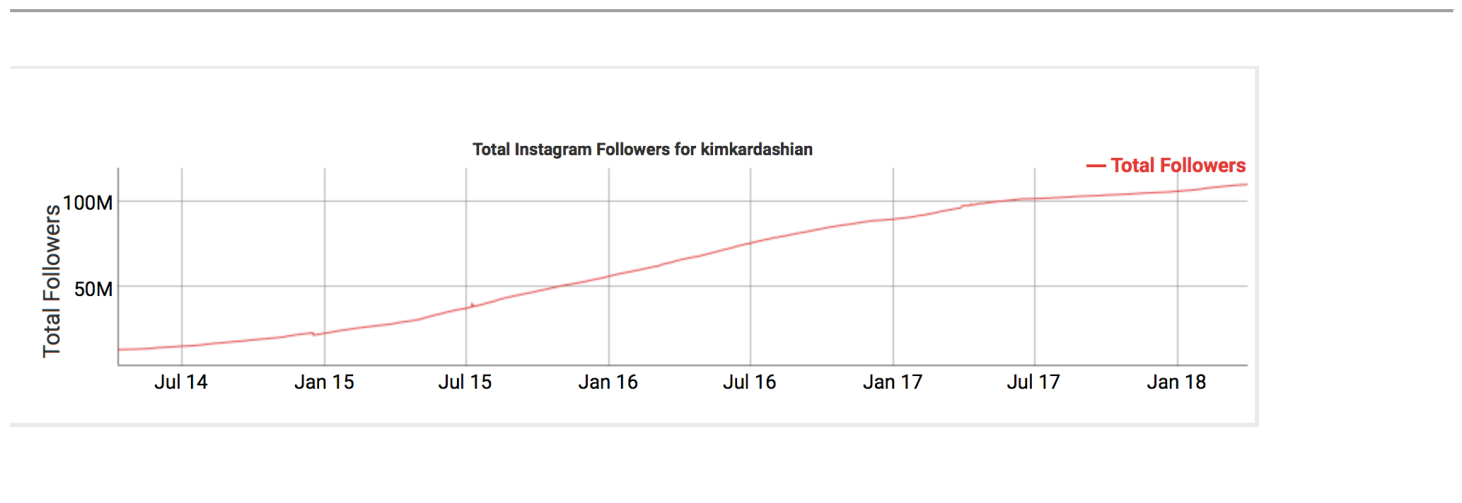 Total Instagram Followers for kimkardashian
Total Followers
100M
50M
Total Followers
Jul 14 Jan 15 Jul 15 Jan 16 Jul 16 Jan 17 Jul 17 Jan 18